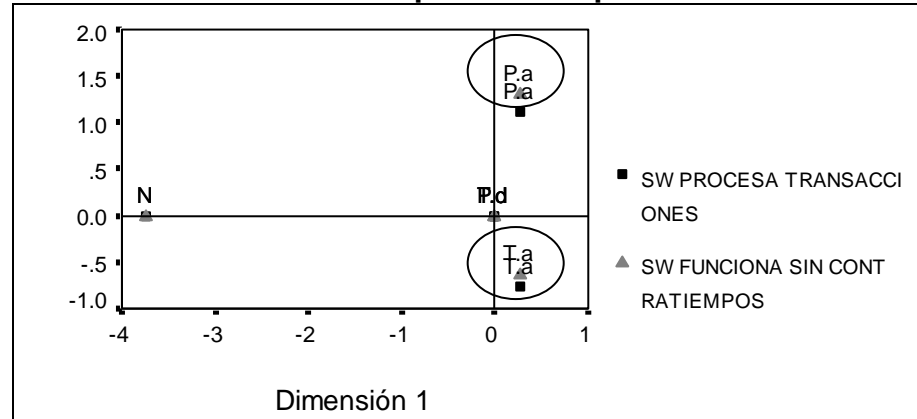 2.0
1.5
1.0
.5
0.0
-.5
-1.0
-4
-3
-2
-1
0
1
P.a
P.a
N
P.d
T.a
T.a
Dimensión 1
SW PROCESA TRANSACCI
ONES
SW FUNCIONA SIN CONT
RATIEMPOS